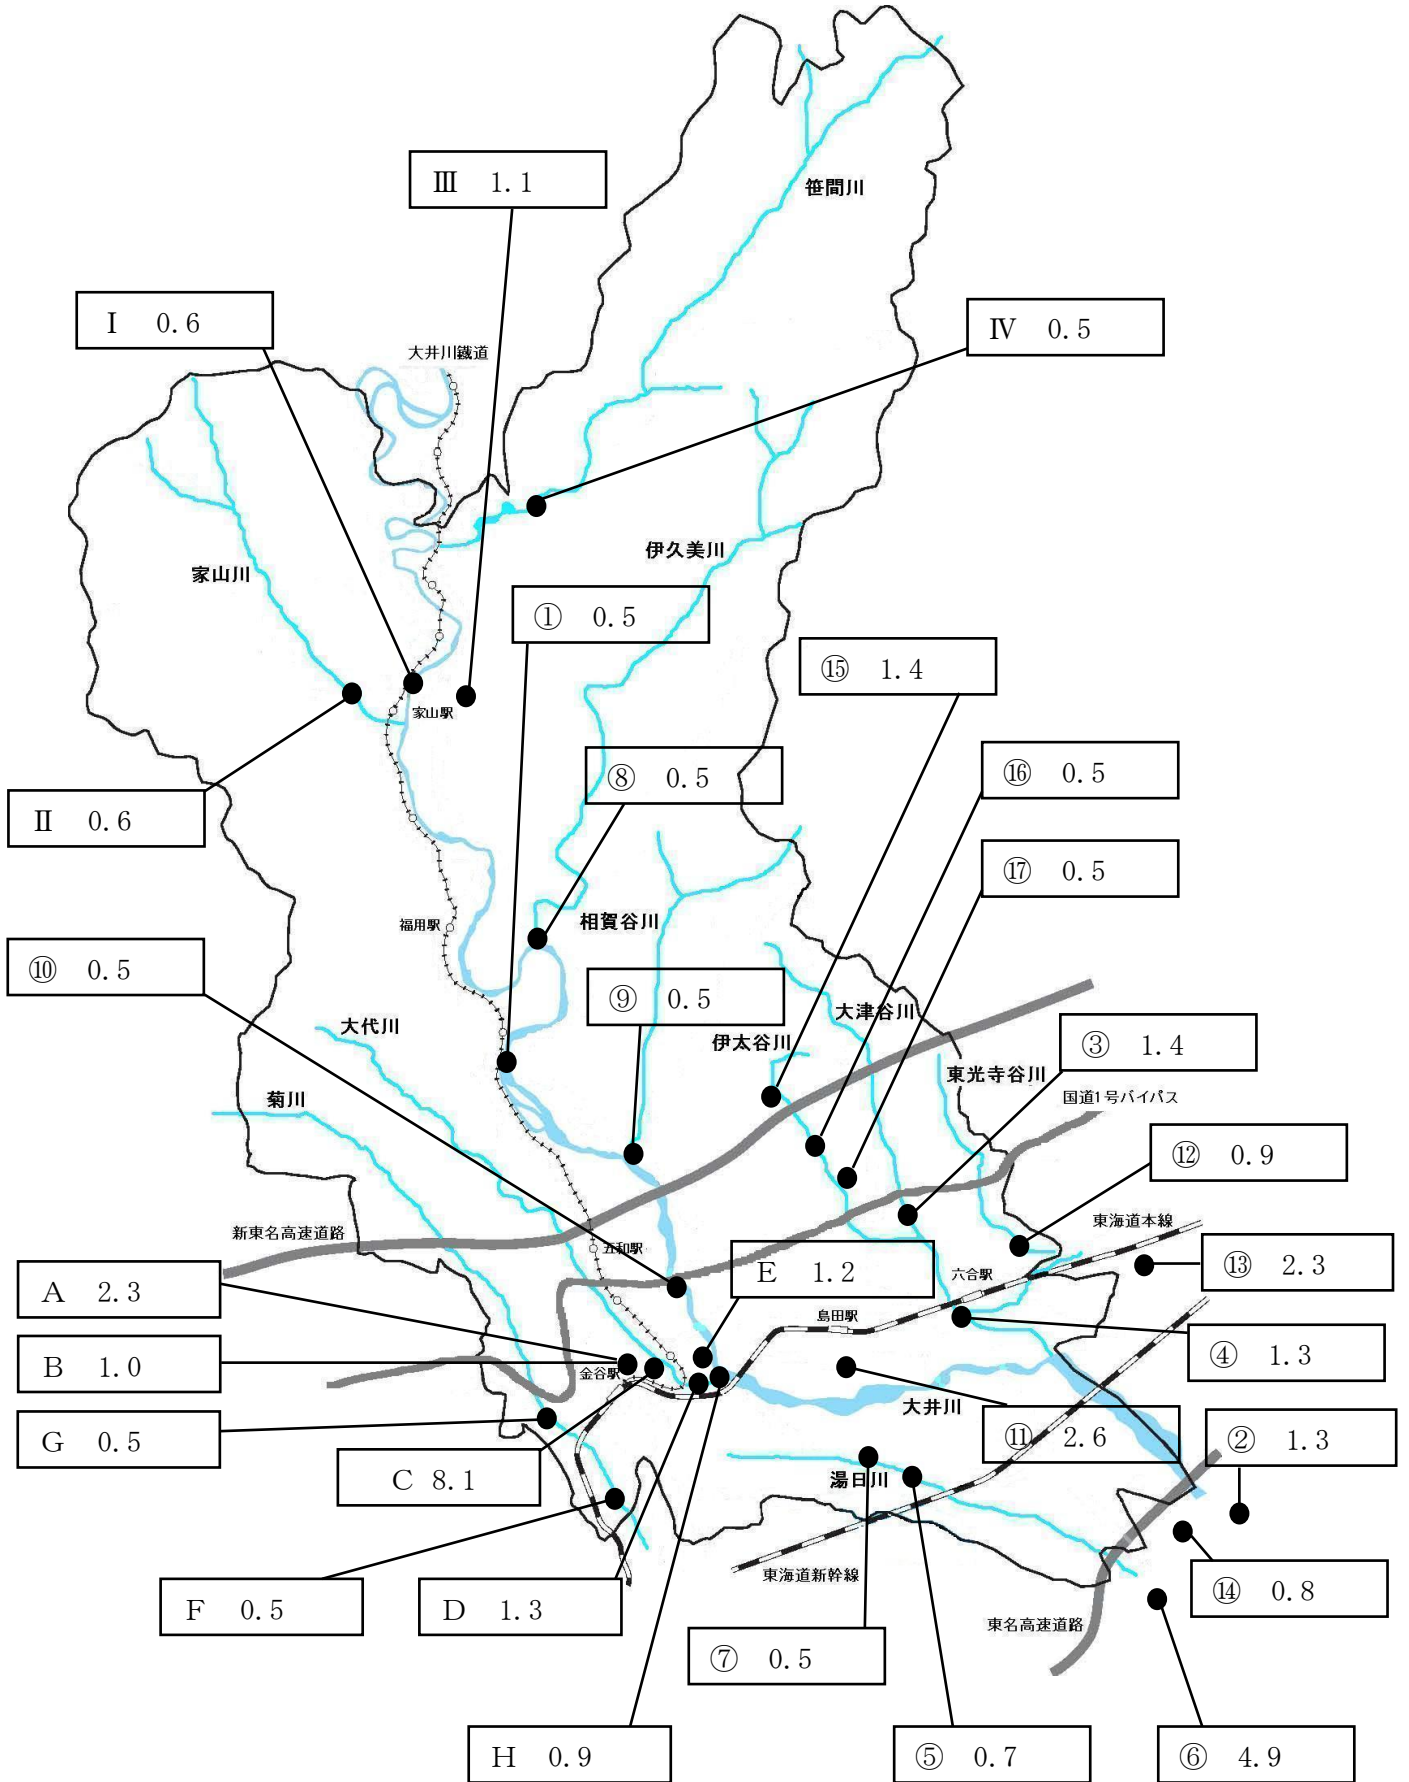 笹間川
Ⅲ 1.1
Ⅰ 0.6
Ⅳ 0.5
大井川鐵道
伊久美川
家山川
① 0.5
⑮ 1.4
家山駅
⑯ 0.5
⑧ 0.5
Ⅱ 0.6
⑰ 0.5
福用駅
相賀谷川
⑩ 0.5
⑨ 0.5
大津谷川
大代川
伊太谷川
③ 1.4
東光寺谷川
菊川
国道1号バイパス
⑫ 0.9
新東名高速道路
東海道本線
五和駅
A 2.3
E 1.2
六合駅
⑬ 2.3
島田駅
B 1.0
金谷駅
④ 1.3
大井川
G 0.5
⑪ 2.6
② 1.3
C 8.1
湯日川
東海道新幹線
⑭ 0.8
F 0.5
D 1.3
東名高速道路
⑦ 0.5
H 0.9
⑤ 0.7
⑥ 4.9